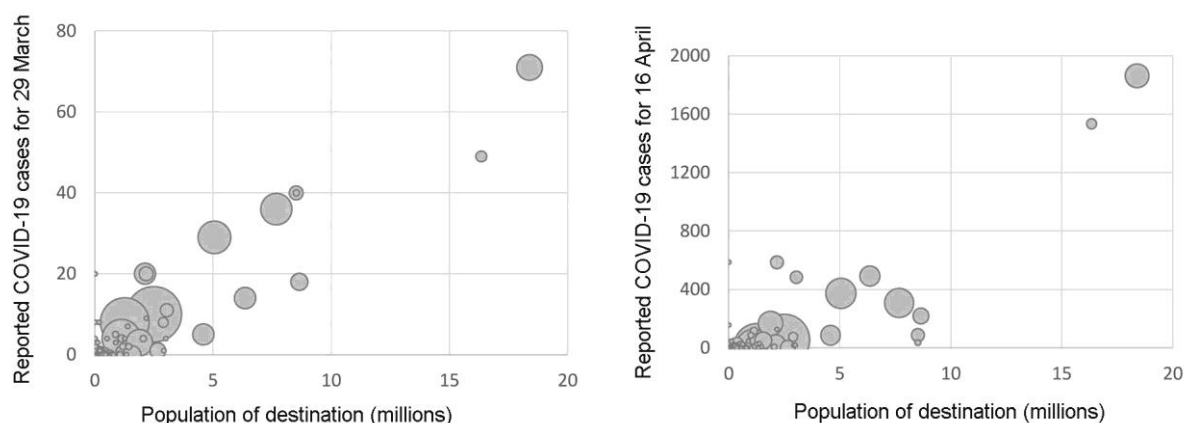 Reported COVID-19 cases for 29 March
80
60
40
20
0
0 5 10 15 20
Population of destination (millions)
Reported COVID-19 cases for 16 April
2000
1600
1200
800
400
0
0 5 10 15 20
Population of destination (millions)